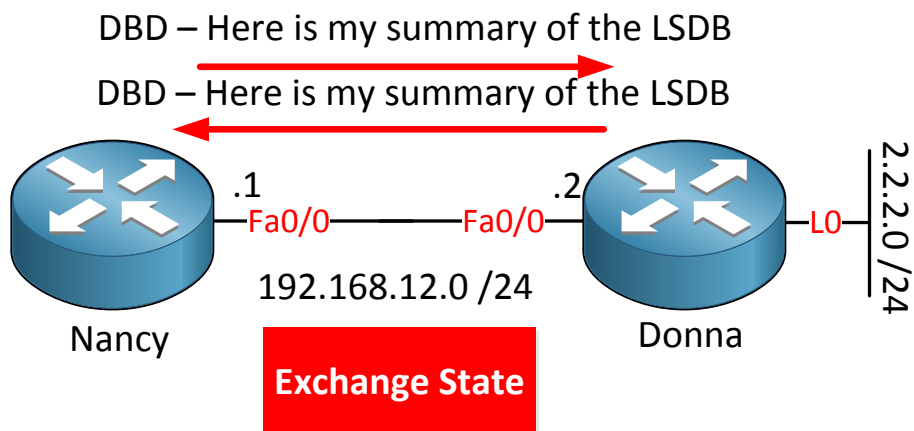 DBD – Here is my summary of the LSDB
DBD – Here is my summary of the LSDB
.1
.2
Fa0/0
Fa0/0
L0
2.2.2.0 /24
192.168.12.0 /24
Nancy
Donna
Exchange State